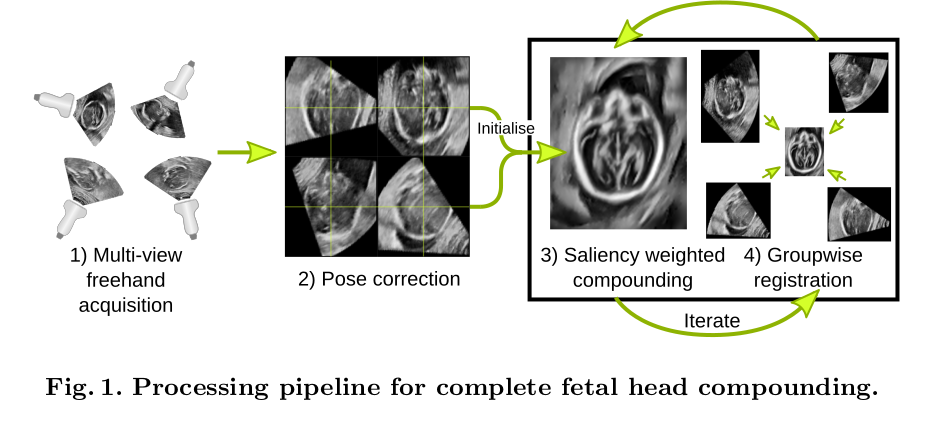 Initialise
1) Multi-view
freehand
acquisition
2) Pose correction
3) Saliency weighted
compounding
4) Groupwise
registration
Iterate
Fig. 1. Processing pipeline for complete fetal head compounding.